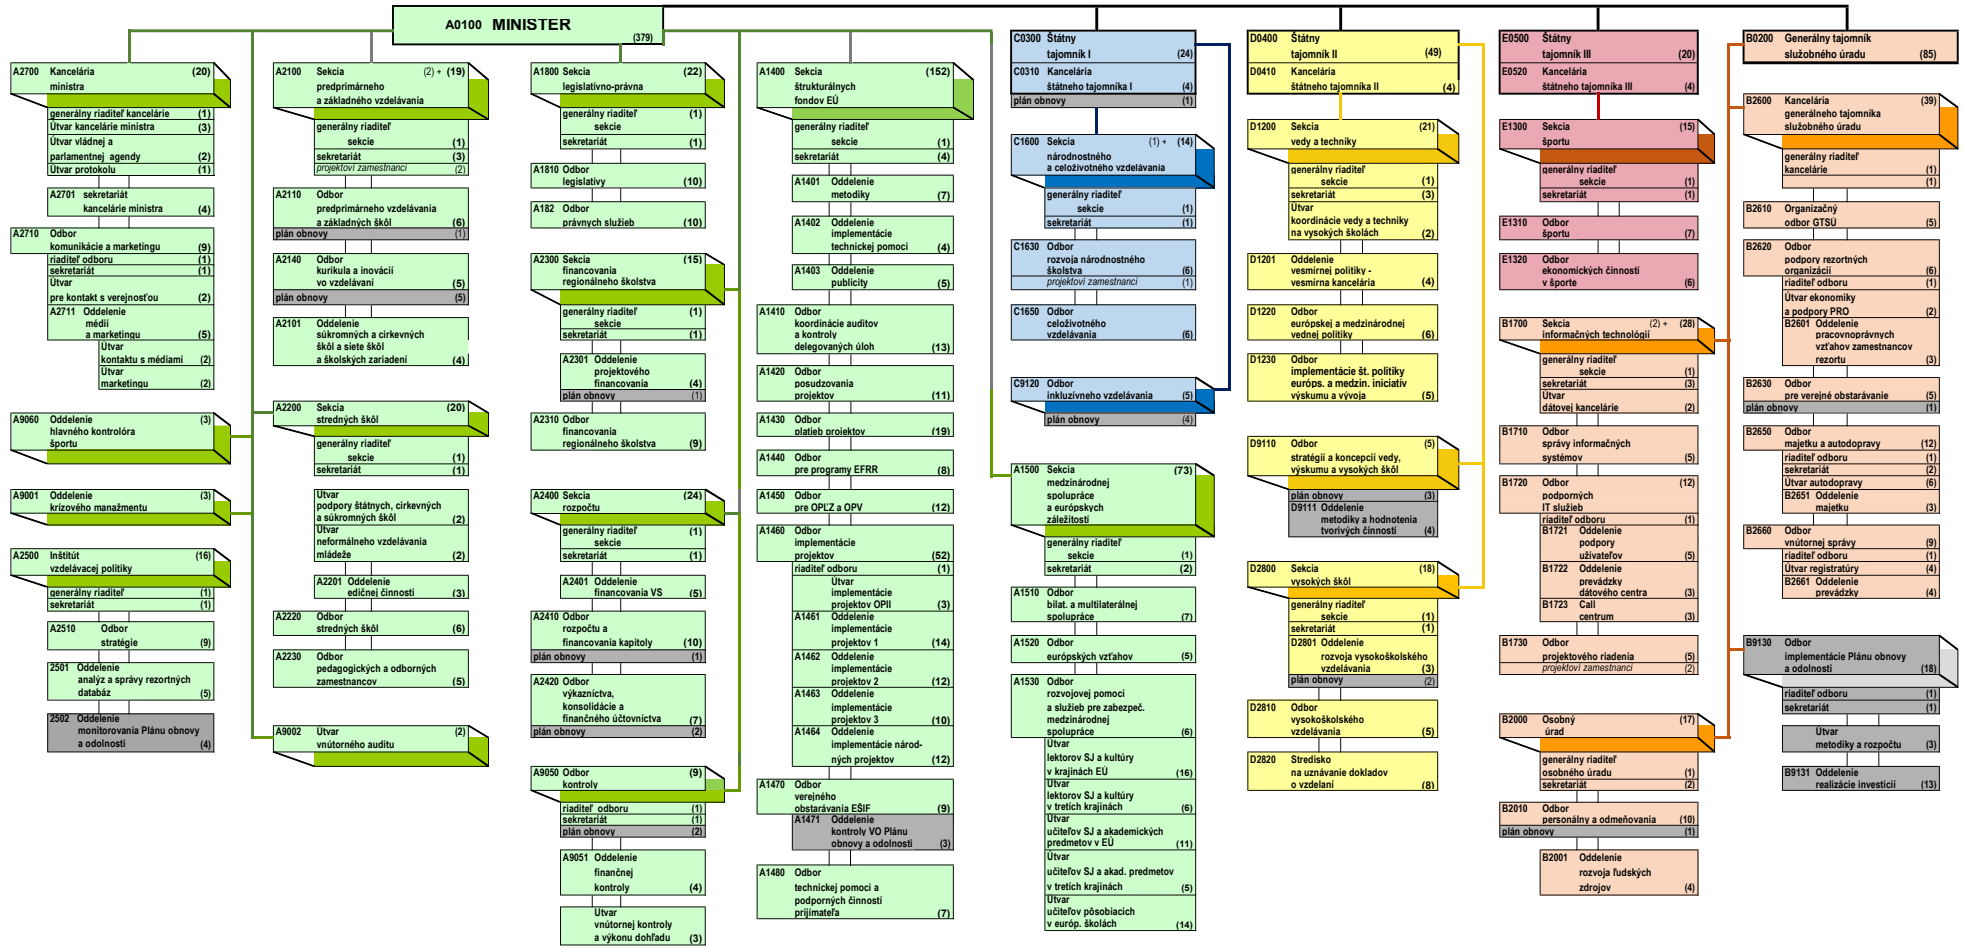 A0100 MINISTER
(379)
A2700 Kancelária (20)
ministra
generálny riaditeľ kancelárie (1)
Útvar kancelárie ministra (3)
Útvar vládnej a
parlamentnej agendy (2)
Útvar protokolu (1)
A2701 sekretariát
kancelárie ministra (4)
A2710 Odbor
komunikácie a marketingu (9)
riaditeľ odboru (1)
sekretariát (1)
Útvar
pre kontakt s verejnosťou (2)
A2711 Oddelenie
médií
a marketingu (5)
Útvar
kontaktu s médiami (2)
Útvar
marketingu (2)
A9060 Oddelenie (3)
hlavného kontrolóra
športu
A9001 Oddelenie (3)
krízového manažmentu
A2500 Inštitút (16)
vzdelávacej politiky
generálny riaditeľ (1)
sekretariát (1)
A2510 Odbor
stratégie (9)
2501 Oddelenie
analýz a správy rezortných
databáz (5)
2502 Oddelenie
monitorovania Plánu obnovy
a odolnosti (4)
A2100 Sekcia (2) + (19)
predprimárneho
a základného vzdelávania
generálny riaditeľ
sekcie (1)
sekretariát (3)
projektoví zamestnanci (2)
A2110 Odbor
predprimárneho vzdelávania
a základných škôl (6)
plán obnovy (1)
A2140 Odbor
kurikula a inovácií
vo vzdelávaní (5)
plán obnovy (5)
A2101 Oddelenie
súkromných a cirkevných
škôl a siete škôl
a školských zariadení (4)
A2200 Sekcia (20)
stredných škôl
generálny riaditeľ
sekcie (1)
sekretariát (1)
Útvar
podpory štátnych, cirkevných
a súkromných škôl (2)
Útvar
neformálneho vzdelávania
mládeže (2)
A2201 Oddelenie
edičnej činnosti (3)
A2220 Odbor
stredných škôl (6)
A2230 Odbor
pedagogických a odborných
zamestnancov (5)
A9002 Útvar (2)
vnútorného auditu
A1800 Sekcia (22)
legislatívno-právna
generálny riaditeľ (1)
sekcie
sekretariát (1)
A1810 Odbor
legislatívy (10)
A182 Odbor
právnych služieb (10)
A2300 Sekcia (15)
financovania
regionálneho školstva
generálny riaditeľ (1)
sekcie
sekretariát (1)
A2301 Oddelenie
projektového
financovania (4)
plán obnovy (1)
A2310 Odbor
financovania
regionálneho školstva (9)
A2400 Sekcia (24)
rozpočtu
generálny riaditeľ (1)
sekcie
sekretariát (1)
A2401 Oddelenie
financovania VS (5)
A2410 Odbor
rozpočtu a
financovania kapitoly (10)
plán obnovy (1)
A2420 Odbor
výkazníctva,
konsolidácie a
finančného účtovníctva (7)
plán obnovy (2)
A9050 Odbor (9)
kontroly
riaditeľ odboru (1)
sekretariát (1)
plán obnovy (2)
A9051 Oddelenie
finančnej
kontroly (4)
Útvar
vnútornej kontroly
a výkonu dohľadu (3)
A1400 Sekcia (152)
štrukturálnych
fondov EÚ
generálny riaditeľ
sekcie (1)
sekretariát (4)
A1401 Oddelenie
metodiky (7)
A1402 Oddelenie
implementácie
technickej pomoci (4)
A1403 Oddelenie
publicity (5)
A1410 Odbor
koordinácie auditov
a kontroly
delegovaných úloh (13)
A1420 Odbor
posudzovania
projektov (11)
A1430 Odbor
platieb projektov (19)
A1440 Odbor
pre programy EFRR (8)
A1450 Odbor
pre OPĽZ a OPV (12)
A1460 Odbor
implementácie
projektov (52)
riaditeľ odboru (1)
Útvar
implementácie
projektov OPII (3)
A1461 Oddelenie
implementácie
projektov 1 (14)
A1462 Oddelenie
implementácie
projektov 2 (12)
A1463 Oddelenie
implementácie
projektov 3 (10)
A1464 Oddelenie
implementácie národ-
ných projektov (12)
A1470 Odbor
verejného
obstarávania EŠIF (9)
A1471 Oddelenie
kontroly VO Plánu
obnovy a odolnosti (3)
A1480 Odbor
technickej pomoci a
podporných činností
prijímateľa (7)
C0300 Štátny
tajomník I (24)
C0310 Kancelária
štátneho tajomníka I (4)
plán obnovy (1)
C1600 Sekcia (1) + (14)
národnostného
a celoživotného vzdelávania
generálny riaditeľ
sekcie (1)
sekretariát (1)
C1630 Odbor
rozvoja národnostného
školstva (6)
projektoví zamestnanci (1)
C1650 Odbor
celoživotného
vzdelávania (6)
C9120 Odbor
inkluzívneho vzdelávania (5)
plán obnovy (4)
A1500 Sekcia (73)
medzinárodnej
spolupráce
a európskych
záležitostí
generálny riaditeľ
sekcie (1)
sekretariát (2)
A1510 Odbor
bilat. a multilaterálnej
spolupráce (7)
A1520 Odbor
európskych vzťahov (5)
A1530 Odbor
rozvojovej pomoci
a služieb pre zabezpeč.
medzinárodnej
spolupráce (6)
Útvar
lektorov SJ a kultúry
v krajinách EÚ (16)
Útvar
lektorov SJ a kultúry
v tretích krajinách (6)
Útvar
učiteľov SJ a akademických
predmetov v EÚ (11)
Útvar
učiteľov SJ a akad. predmetov
v tretích krajinách (5)
Útvar
učiteľov pôsobiacich
v európ. školách (14)
D0400 Štátny
tajomník II (49)
D0410 Kancelária
štátneho tajomníka II (4)
D1200 Sekcia (21)
vedy a techniky
generálny riaditeľ
sekcie (1)
sekretariát (3)
Útvar
koordinácie vedy a techniky
na vysokých školách (2)
D1201 Oddelenie
vesmírnej politiky -
vesmírna kancelária (4)
D1220 Odbor
európskej a medzinárodnej
vednej politiky (6)
D1230 Odbor
implementácie št. politiky
európs. a medzin. iniciatív
výskumu a vývoja (5)
D9110 Odbor (5)
stratégií a koncepcií vedy,
výskumu a vysokých škôl
plán obnovy (3)
D9111 Oddelenie
metodiky a hodnotenia
tvorivých činností (4)
D2800 Sekcia (18)
vysokých škôl
generálny riaditeľ
sekcie (1)
sekretariát (1)
D2801 Oddelenie
rozvoja vysokoškolského
vzdelávania (3)
plán obnovy (2)
D2810 Odbor
vysokoškolského
vzdelávania (5)
D2820 Stredisko
na uznávanie dokladov
o vzdelaní (8)
E0500 Štátny
tajomník III (20)
E0520 Kancelária
štátneho tajomníka III (4)
E1300 Sekcia (15)
športu
generálny riaditeľ
sekcie (1)
sekretariát (1)
E1310 Odbor
športu (7)
E1320 Odbor
ekonomických činností
v športe (6)
B1700 Sekcia (2) + (28)
informačných technológií
generálny riaditeľ
sekcie (1)
sekretariát (3)
Útvar
dátovej kancelárie (2)
B1710 Odbor
správy informačných
systémov (5)
B1720 Odbor (12)
podporných
IT služieb
riaditeľ odboru (1)
B1721 Oddelenie
podpory
užívateľov (5)
B1722 Oddelenie
prevádzky
dátového centra (3)
B1723 Call
centrum (3)
B1730 Odbor
projektového riadenia (5)
projektoví zamestnanci (2)
B2000 Osobný (17)
úrad
generálny riaditeľ
osobného úradu (1)
sekretariát (2)
B2010 Odbor
personálny a odmeňovania (10)
plán obnovy (1)
B2001 Oddelenie
rozvoja ľudských
zdrojov (4)
B0200 Generálny tajomník
služobného úradu (85)
B2600 Kancelária (39)
generálneho tajomníka
služobného úradu
generálny riaditeľ
kancelárie (1)
(1)
B2610 Organizačný
odbor GTSÚ (5)
B2620 Odbor
podpory rezortných
organizácií (6)
riaditeľ odboru (1)
Útvar ekonomiky
a podpory PRO (2)
B2601 Oddelenie
pracovnoprávnych
vzťahov zamestnancov
rezortu (3)
B2630 Odbor
pre verejné obstarávanie (5)
plán obnovy (1)
B2650 Odbor
majetku a autodopravy (12)
riaditeľ odboru (1)
sekretariát (2)
Útvar autodopravy (6)
B2651 Oddelenie
majetku (3)
B2660 Odbor
vnútornej správy (9)
riaditeľ odboru (1)
Útvar registratúry (4)
B2661 Oddelenie
prevádzky (4)
B9130 Odbor
implementácie Plánu obnovy
a odolnosti (18)
riaditeľ odboru (1)
sekretariát (1)
Útvar
metodiky a rozpočtu (3)
B9131 Oddelenie
realizácie investícií (13)